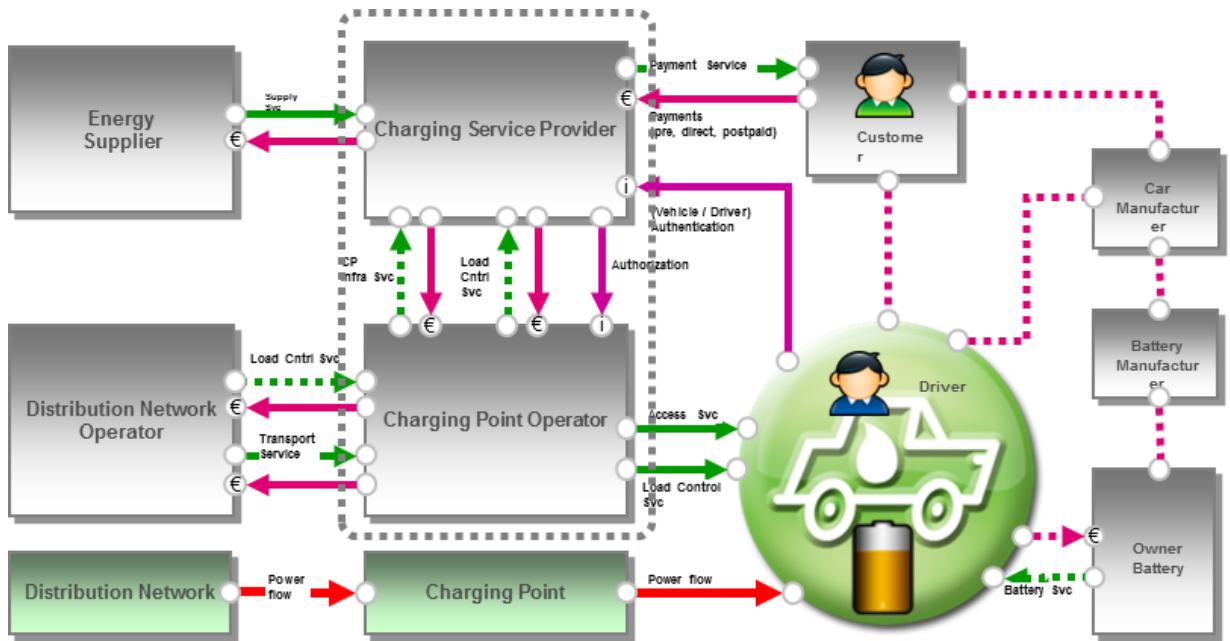 Energy
Supplier
Supply
Svc
€
Charging Service Provider
€
i
Payment Service
Payments
(pre, direct, postpaid)
Custome
r
Car
Manufactur
er
(Vehicle / Driver)
Authentication
CP
Infra Svc
Load
Cntrl
Svc
Authorization
€
€
i
Battery
Manufactur
er
Distribution Network
Operator
Load Cntrl Svc
€
Transport
Service
€
Charging Point Operator
Access Svc
Load Control
Svc
Driver
€
Owner
Battery
Battery Svc
Distribution Network
Power
flow
Charging Point
Power flow